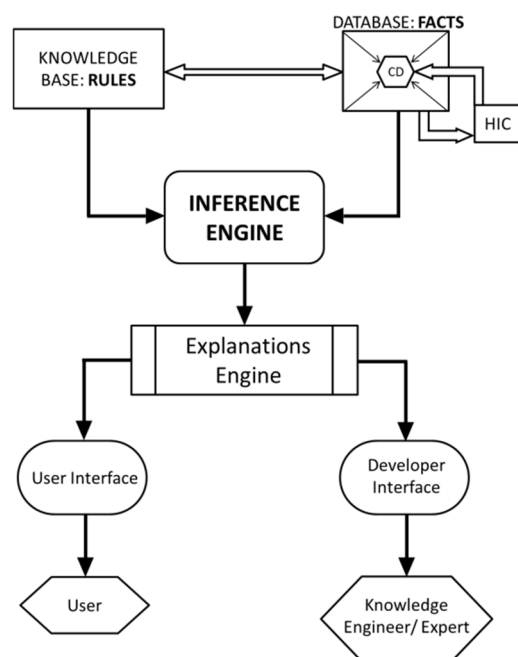 DATABASE: FACTS
KNOWLEDGE
BASE: RULES
CD
HIC
INFERENCE
ENGINE
Explanations
Engine
User Interface
Developer
Interface
User
Knowledge
Engineer/ Expert